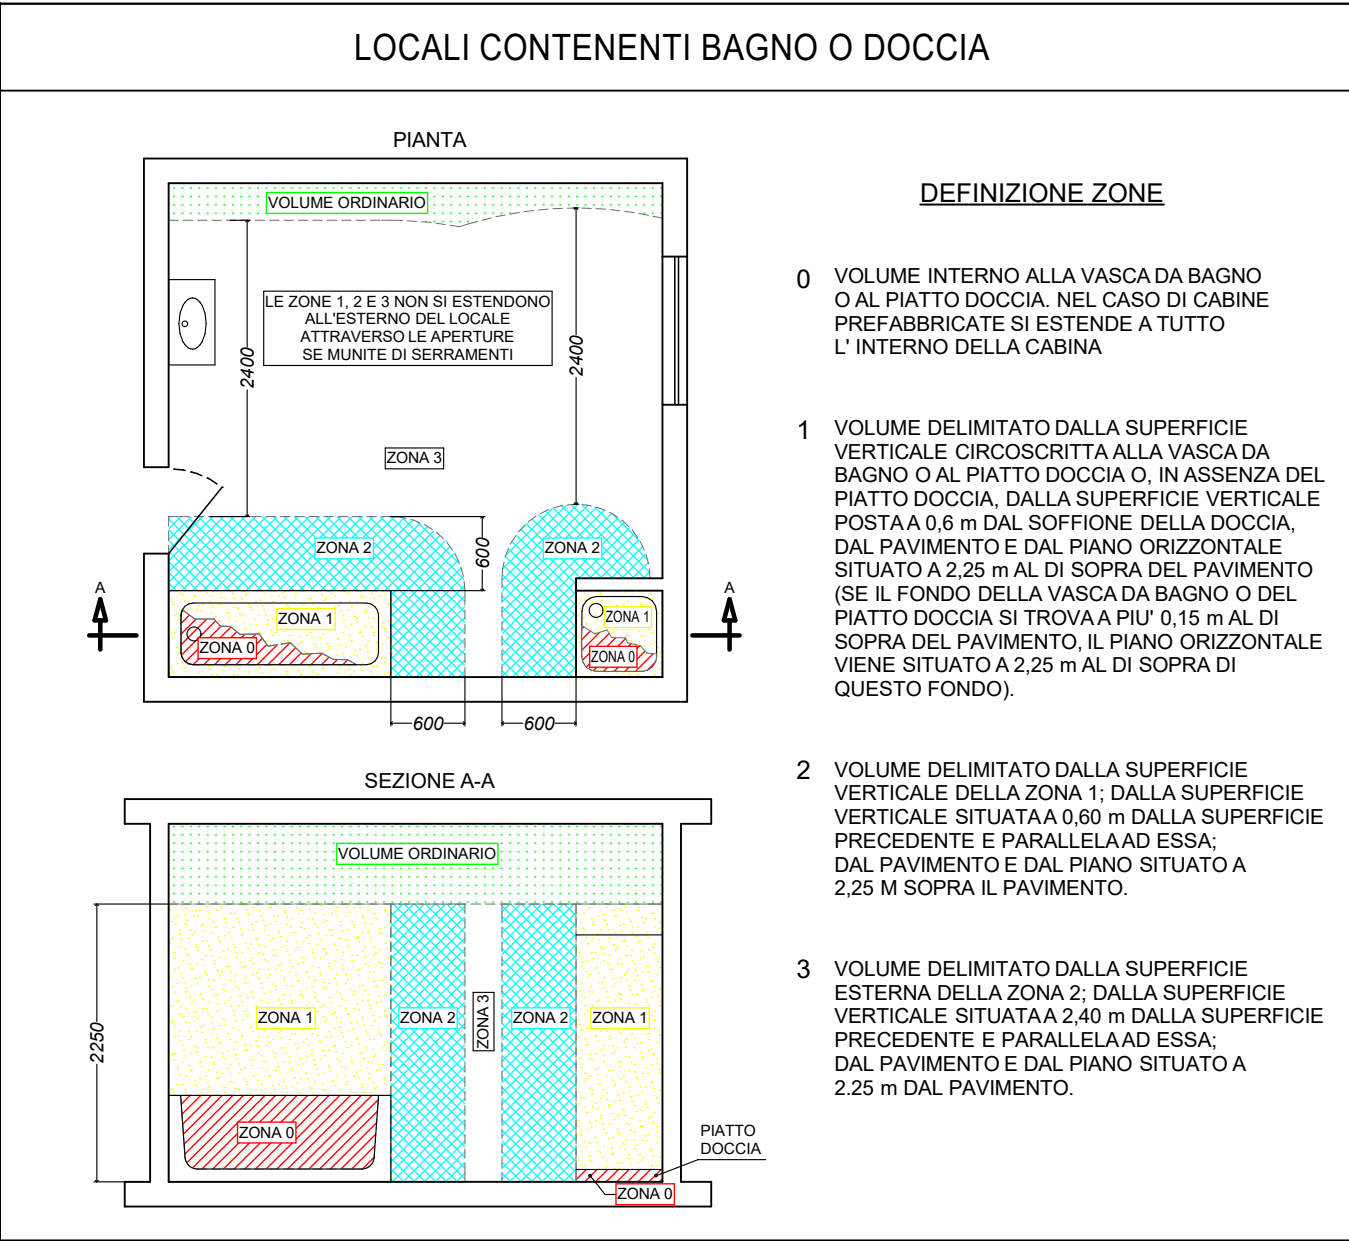 LOCALI CONTENENTI BAGNO O DOCCIA
PIANTA
VOLUME ORDINARIO
LE ZONE 1, 2 E 3 NON SI ESTENDONO
ALL'ESTERNO DEL LOCALE
ATTRAVERSO LE APERTURE
SE MUNITE DI SERRAMENTI
2400
2400
ZONA 3
ZONA 2
600
ZONA 2
A
A
ZONA 1
ZONA 0
ZONA 1
ZONA 0
600
600
SEZIONE A-A
VOLUME ORDINARIO
2250
ZONA 1
ZONA 2
ZONA 3
ZONA 2
ZONA 1
ZONA 0
PIATTO
DOCCIA
ZONA 0
DEFINIZIONE ZONE
0 VOLUME INTERNO ALLA VASCA DA BAGNO
O AL PIATTO DOCCIA. NEL CASO DI CABINE
PREFABBRICATE SI ESTENDE A TUTTO
L' INTERNO DELLA CABINA
1 VOLUME DELIMITATO DALLA SUPERFICIE
VERTICALE CIRCOSCRITTA ALLA VASCA DA
BAGNO O AL PIATTO DOCCIA O, IN ASSENZA DEL
PIATTO DOCCIA, DALLA SUPERFICIE VERTICALE
POSTA A 0,6 m DAL SOFFIONE DELLA DOCCIA,
DAL PAVIMENTO E DAL PIANO ORIZZONTALE
SITUATO A 2,25 m AL DI SOPRA DEL PAVIMENTO
(SE IL FONDO DELLA VASCA DA BAGNO O DEL
PIATTO DOCCIA SI TROVA A PIU' 0,15 m AL DI
SOPRA DEL PAVIMENTO, IL PIANO ORIZZONTALE
VIENE SITUATO A 2,25 m AL DI SOPRA DI
QUESTO FONDO).
2 VOLUME DELIMITATO DALLA SUPERFICIE
VERTICALE DELLA ZONA 1; DALLA SUPERFICIE
VERTICALE SITUATA A 0,60 m DALLA SUPERFICIE
PRECEDENTE E PARALLELA AD ESSA;
DAL PAVIMENTO E DAL PIANO SITUATO A
2,25 M SOPRA IL PAVIMENTO.
3 VOLUME DELIMITATO DALLA SUPERFICIE
ESTERNA DELLA ZONA 2; DALLA SUPERFICIE
VERTICALE SITUATA A 2,40 m DALLA SUPERFICIE
PRECEDENTE E PARALLELA AD ESSA;
DAL PAVIMENTO E DAL PIANO SITUATO A
2.25 m DAL PAVIMENTO.